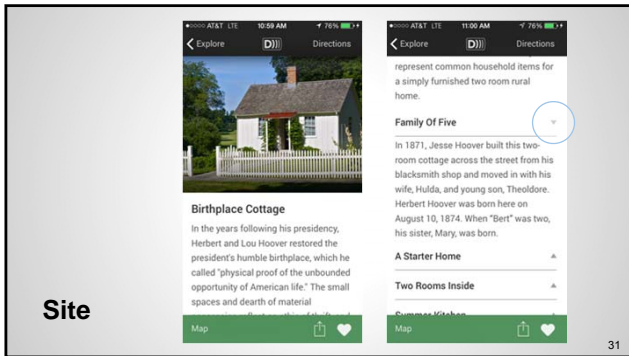 AT&T LTE 10:59 AM 76%
Explore D))) Directions
Birthplace Cottage
In the years following his presidency,
Herbert and Lou Hoover restored the
president's humble birthplace, which he
called "physical proof of the unbounded
opportunity of American life." The small
spaces and dearth of material
Map
AT&T LTE 11:00 AM 76%
Explore D))) Directions
represent common household items for
a simply furnished two room rural
home.
Family Of Five
In 1871, Jesse Hoover built this two-
room cottage across the street from his
blacksmith shop and moved in with his
wife, Hulda, and young son, Theoldore.
Herbert Hoover was born here on
August 10, 1874. When "Bert" was two,
his sister, Mary, was born.
A Starter Home
Two Rooms Inside
Summer Kitchen
Map
Site
31